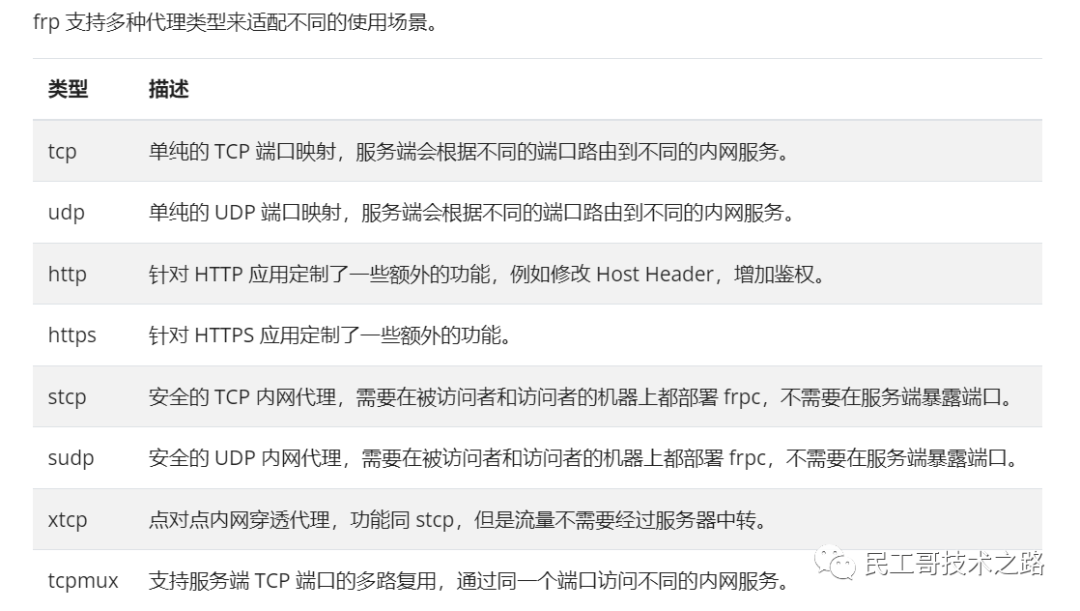 frp 支持多种代理类型来适配不同的使用场景。
类型 描述
tcp 单纯的 TCP 端口映射，服务端会根据不同的端口路由到不同的内网服务。
udp 单纯的 UDP 端口映射，服务端会根据不同的端口路由到不同的内网服务。
http 针对 HTTP 应用定制了一些额外的功能，例如修改 Host Header，增加鉴权。
https 针对 HTTPS 应用定制了一些额外的功能。
stcp 安全的 TCP 内网代理，需要在被访问者和访问者的机器上都部署 frpc，不需要在服务端暴露端口。
sudp 安全的 UDP 内网代理，需要在被访问者和访问者的机器上都部署 frpc，不需要在服务端暴露端口。
xtcp 点对点内网穿透代理，功能同 stcp，但是流量不需要经过服务器中转。
tcpmux 支持服务端 TCP 端口的多路复用，通过同一个端口访问不同的内网服务。
民工哥技术之路